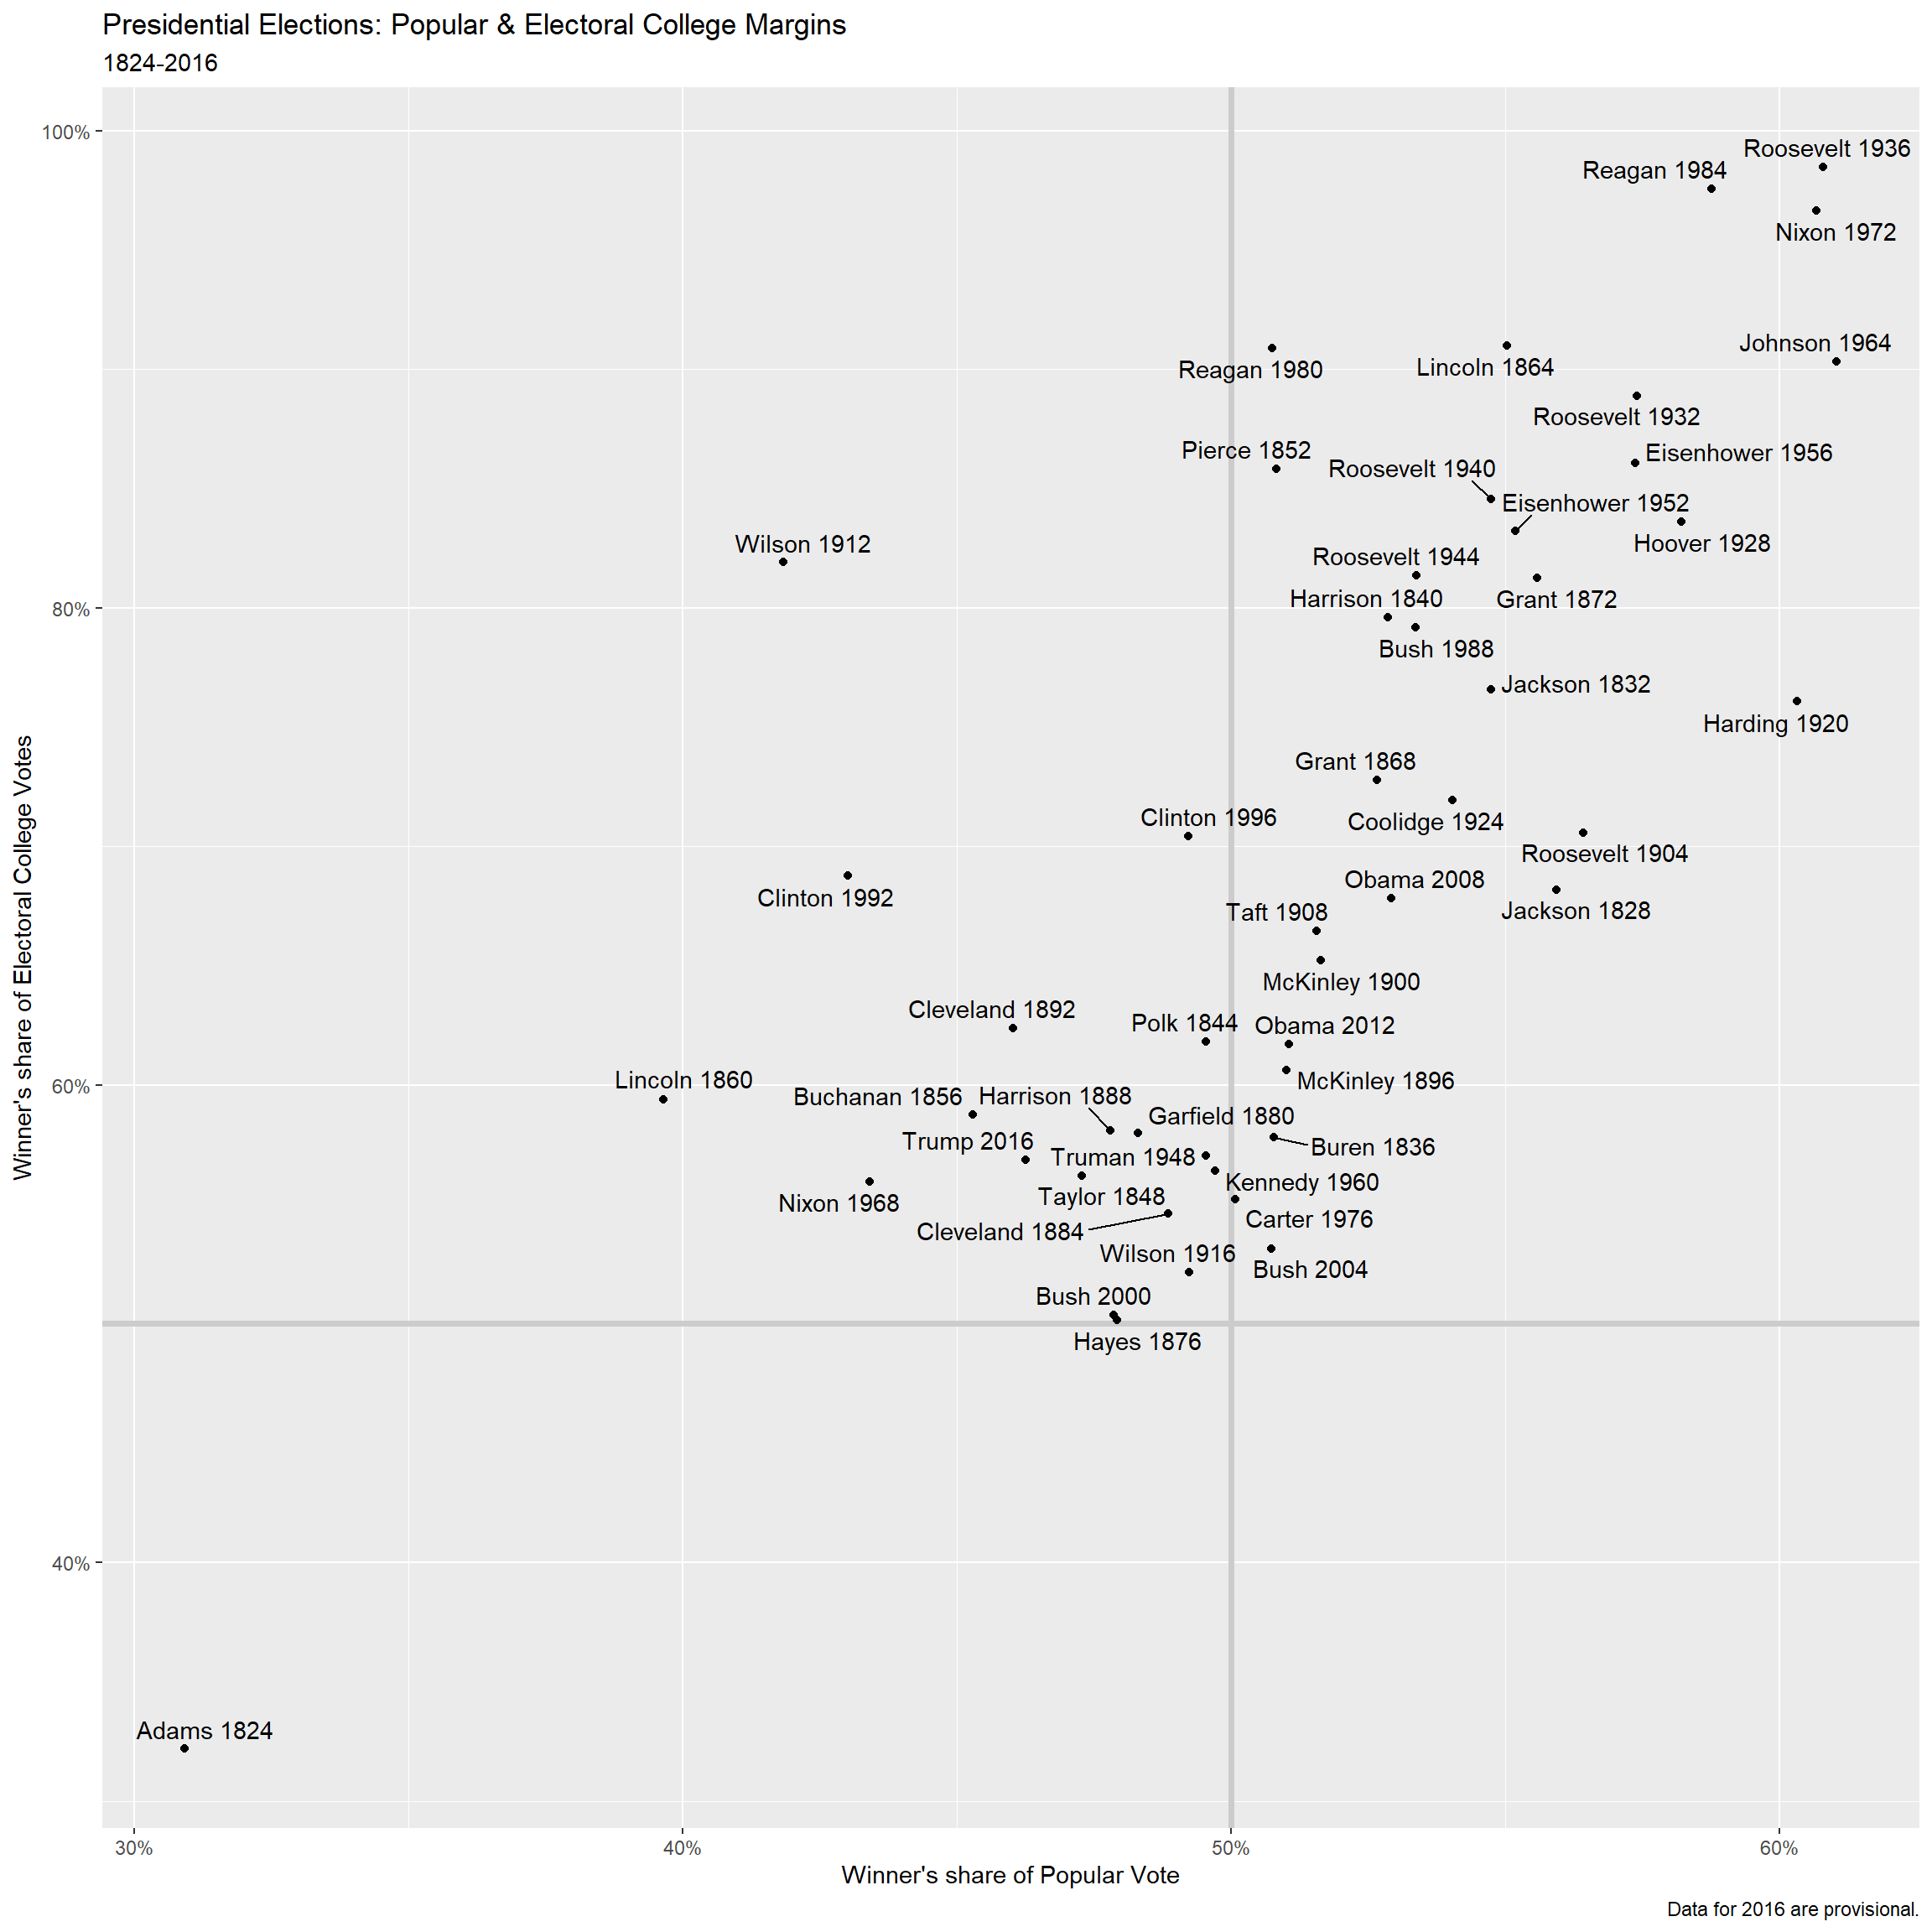 Presidential Elections: Popular & Electoral College Margins
1824-2016
100%
80%
60%
40%
Winner's share of Electoral College Votes
Roosevelt 1936
Reagan 1984
Nixon 1972
Johnson 1964
Reagan 1980
Lincoln 1864
Roosevelt 1932
Pierce 1852
Eisenhower 1956
Roosevelt 1940
Eisenhower 1952
Wilson 1912
Hoover 1928
Roosevelt 1944
Harrison 1840
Grant 1872
Bush 1988
Jackson 1832
Harding 1920
Grant 1868
Clinton 1996
Coolidge 1924
Roosevelt 1904
Obama 2008
Clinton 1992
Taft 1908
Jackson 1828
McKinley 1900
Cleveland 1892
Polk 1844
Obama 2012
Lincoln 1860
McKinley 1896
Buchanan 1856
Harrison 1888
Garfield 1880
Trump 2016
Buren 1836
Truman 1948
Kennedy 1960
Taylor 1848
Nixon 1968
Carter 1976
Cleveland 1884
Wilson 1916
Bush 2004
Bush 2000
Hayes 1876
Adams 1824
30%
40%
50%
60%
Winner's share of Popular Vote
Data for 2016 are provisional.